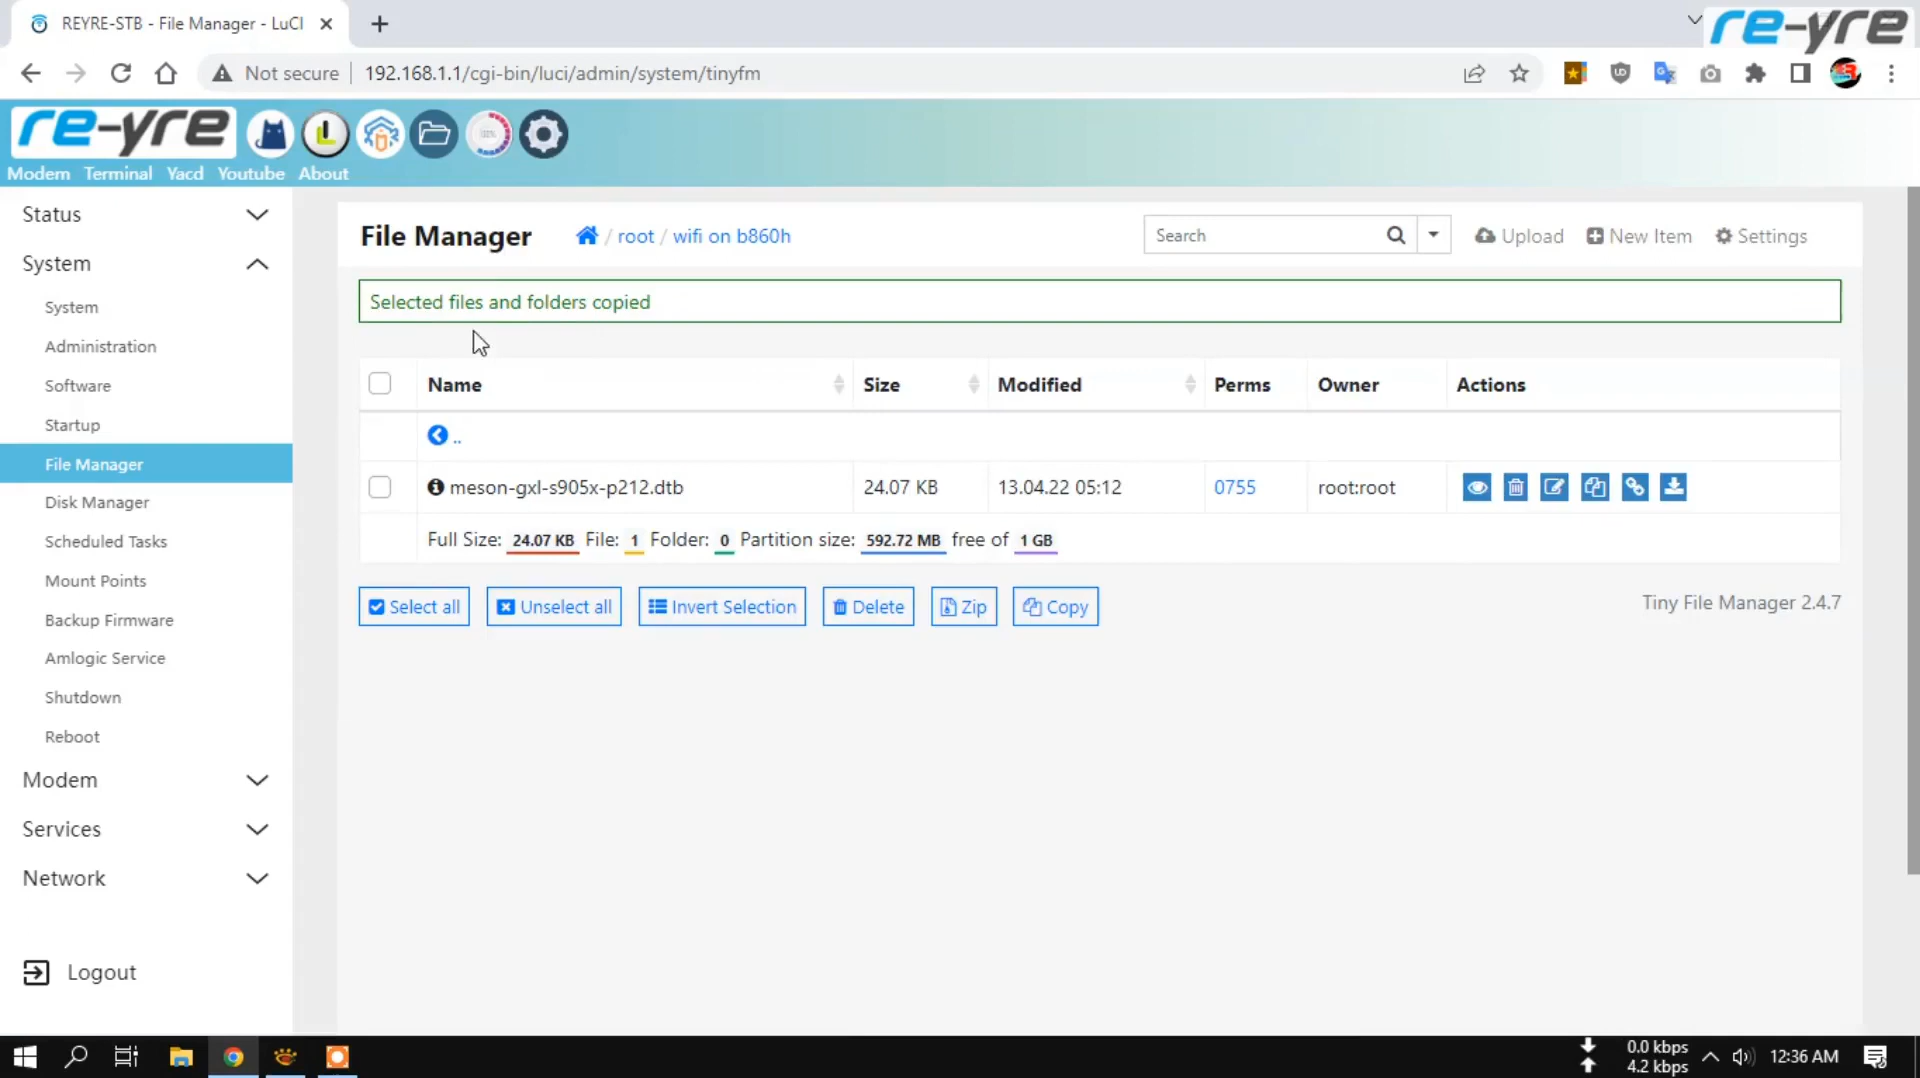 REYRE-STB - File Manager - LuCI
re-yre
Not secure
192.168.1.1/cgi-bin/luci/admin/system/tinyfm
re-yre
100%
Modem Terminal Yacd Youtube About
Status
System
System
Administration
Software
Startup
File Manager
Disk Manager
Scheduled Tasks
Mount Points
Backup Firmware
Amlogic Service
Shutdown
Reboot
Modem
Services
Network
Logout
File Manager
/ root / wifi on b860h
Search
Upload
New Item
Settings
Selected files and folders copied
Name Size Modified Perms Owner Actions
..
meson-gxl-s905x-p212.dtb 24.07 KB 13.04.22 05:12 0755 root:root
Full Size: 24.07 KB File: 1 Folder: 0 Partition size: 592.72 MB free of 1 GB
Select all Unselect all Invert Selection Delete Zip Copy
Tiny File Manager 2.4.7
0.0 kbps
4.2 kbps
12:36 AM